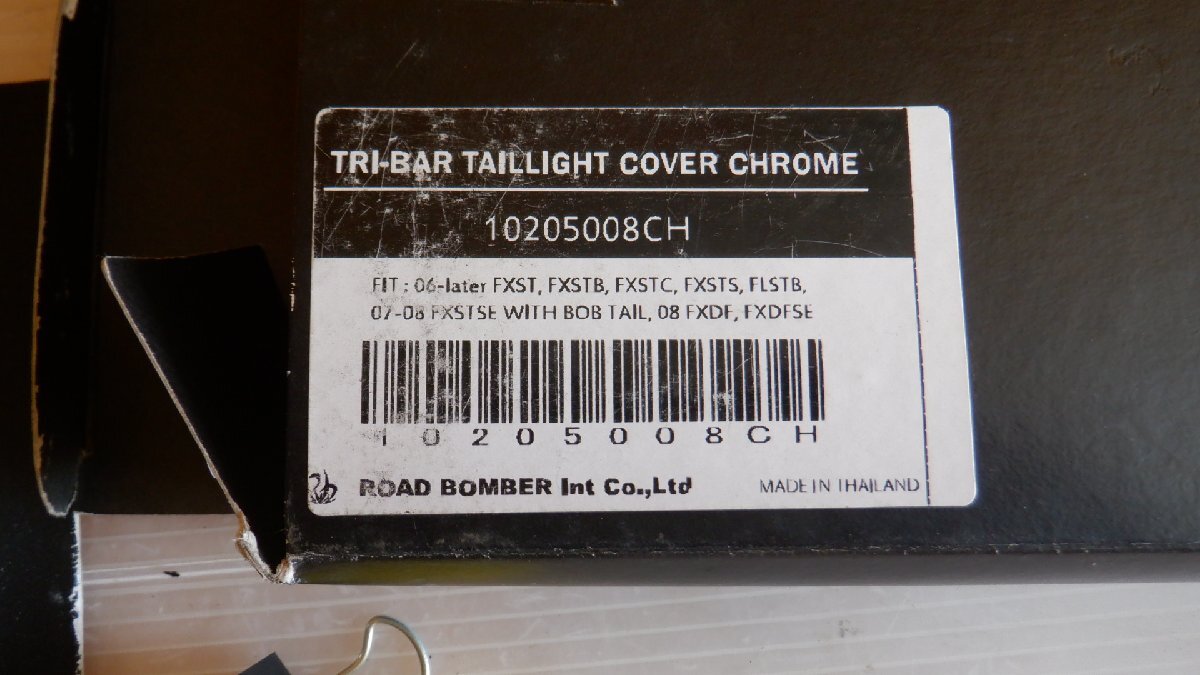 TRI-BAR TAILLIGHT COVER CHROME
10205008CH
FIT : 06-later FXST, FXSTB, FXSTC, FXSTS, FLSTB,
07-08 FXSTSE WITH BOB TAIL, 08 FXDF, FXDFSE
10205008CH
ROAD BOMBER Int Co.,Ltd MADE IN THAILAND